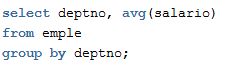 select deptno, avg(salario)
from emple
group by deptno;